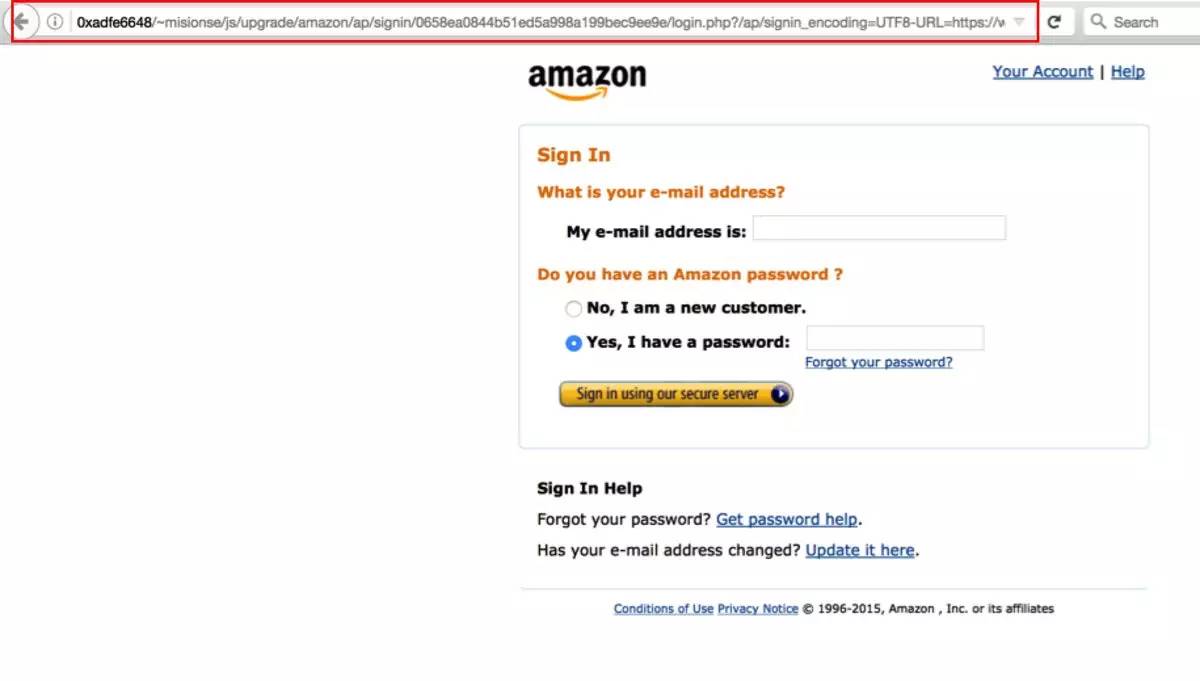 0xadfe6648/~misionse/js/upgrade/amazon/ap/signin/0658ea0844b51ed5a998a199bec9ee9e/login.php?/ap/signin_encoding=UTF8-URL=https://w
Search
amazon
Your Account | Help
Sign In
What is your e-mail address?
My e-mail address is:
Do you have an Amazon password ?
No, I am a new customer.
Yes, I have a password:
Forgot your password?
Sign in using our secure server
Sign In Help
Forgot your password? Get password help.
Has your e-mail address changed? Update it here.
Conditions of Use Privacy Notice © 1996-2015, Amazon , Inc. or its affiliates